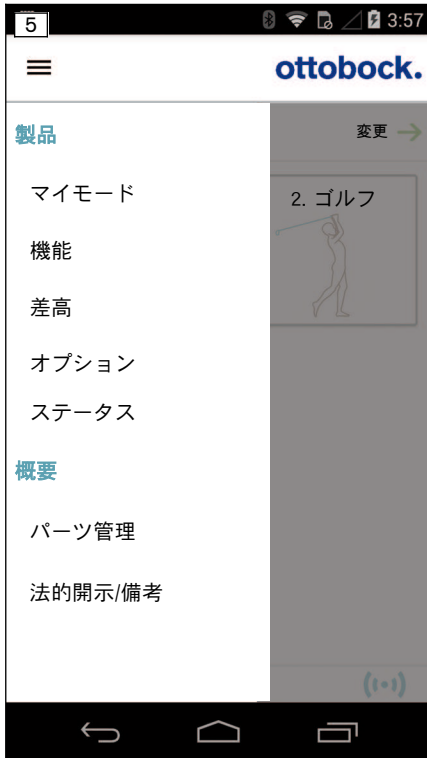 5
3:57
ottobock.
製品
変更
マイモード
2. ゴルフ
機能
差高
オプション
ステータス
概要
パーツ管理
法的開示/備考